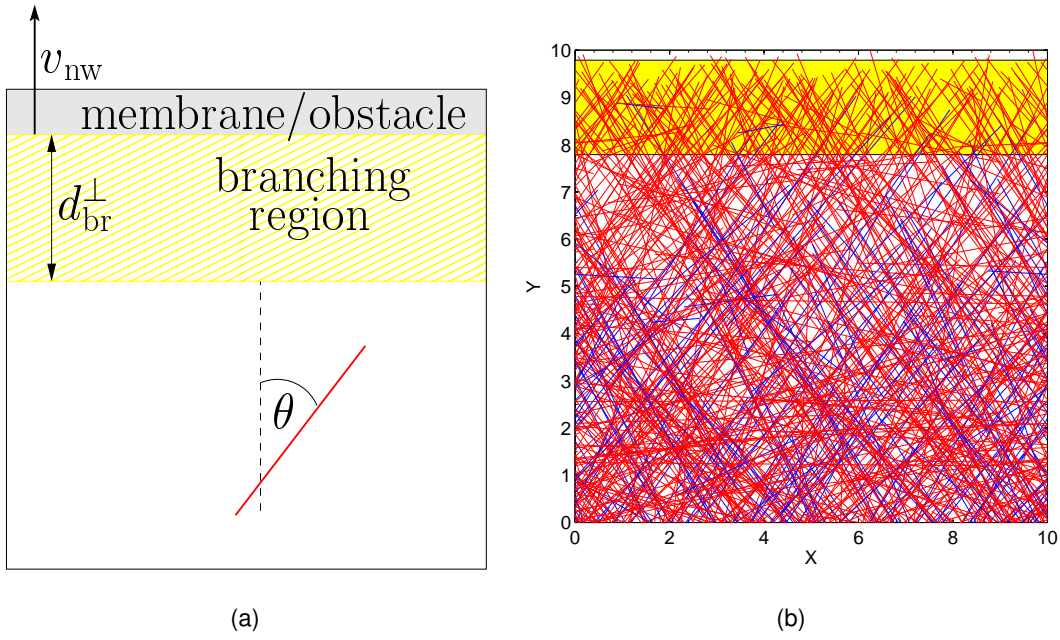 v_nw
membrane/obstacle
branching
region
d_br^⊥
θ
(a)
10
9
8
7
6
5
4
3
2
1
0
Y
0 2 4 6 8 10
X
(b)